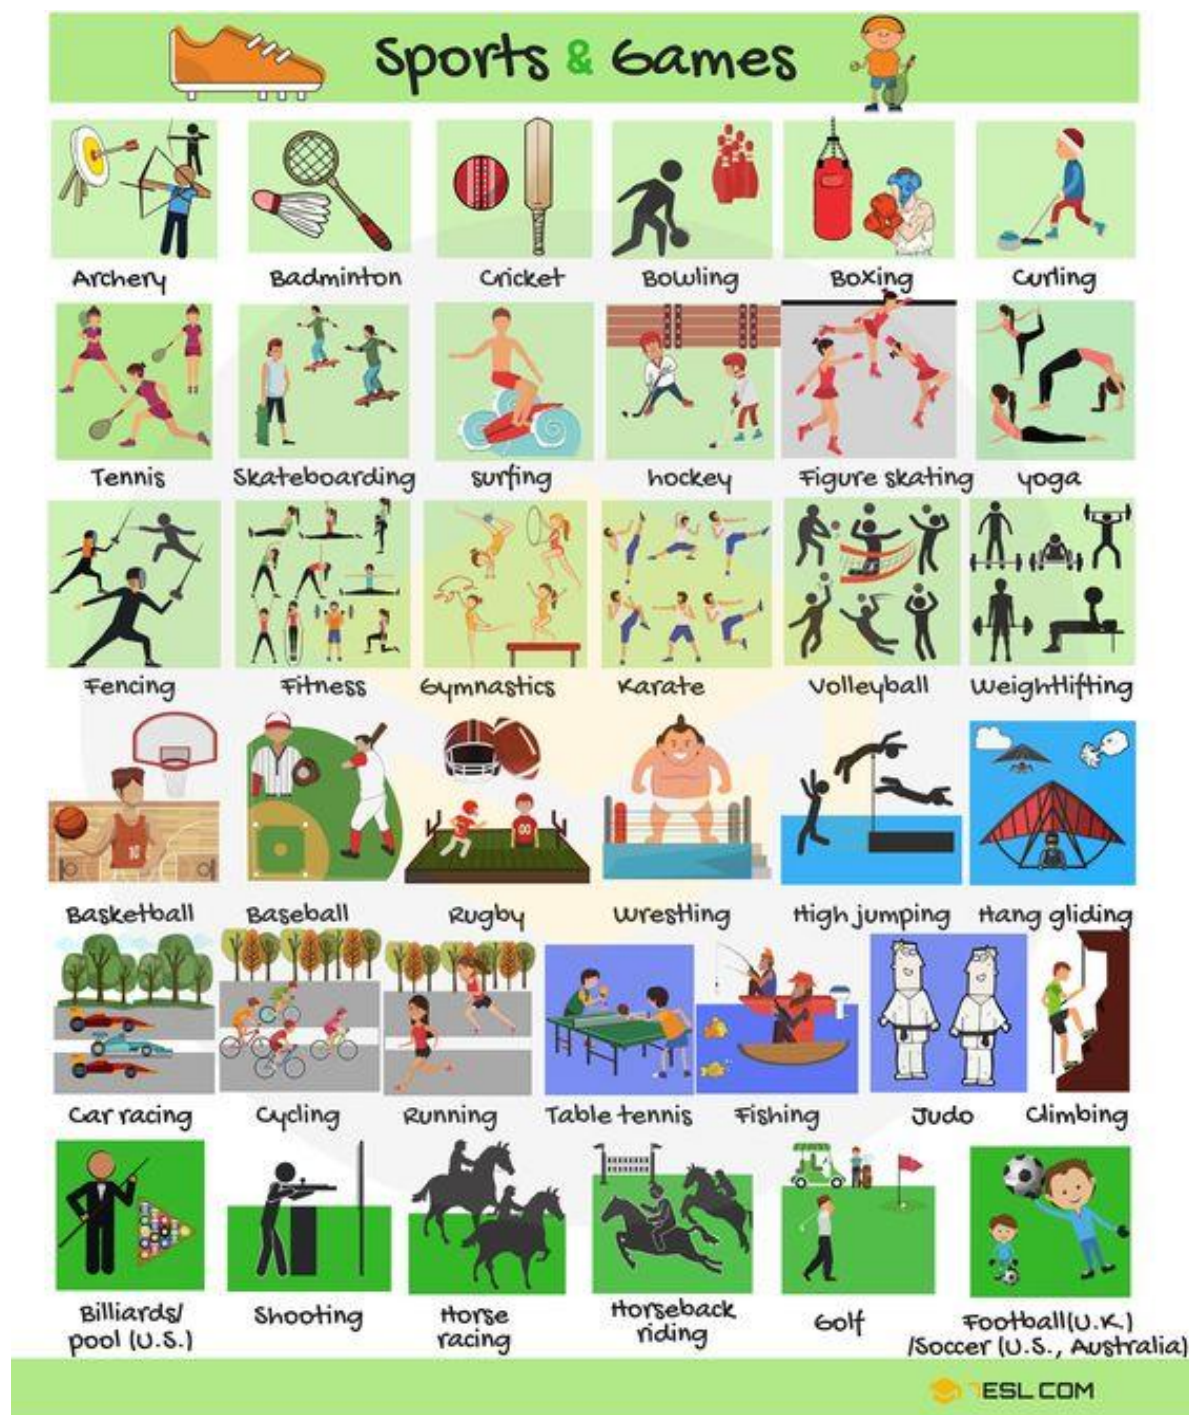 Sports & Games
Archery
Badminton
Cricket
Bowling
Boxing
Curling
Tennis
Skateboarding
surfing
hockey
Figure skating
yoga
Fencing
Fitness
Gymnastics
Karate
Volleyball
Weightlifting
10
00
Basketball
Baseball
Rugby
Wrestling
High jumping
Hang gliding
Car racing
Cycling
Running
Table tennis
Fishing
Judo
Climbing
Billiards/
pool (U.S.)
Shooting
Horse
racing
Horseback
riding
Golf
Football(U.K.)
/Soccer (U.S., Australia)
7ESL.COM